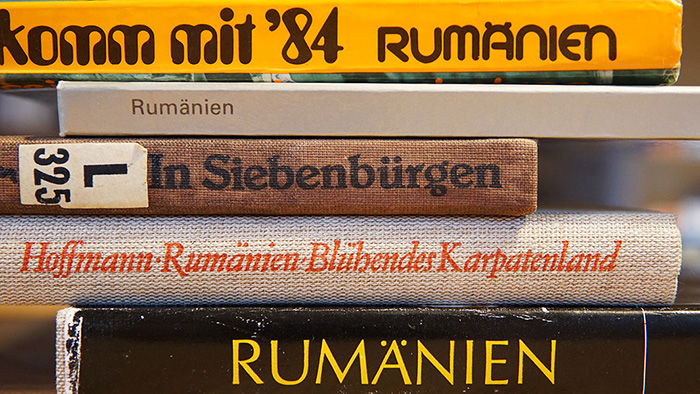 komm mit '84 RUMÄNIEN
Rumänien
325 L In Siebenbürgen
Hoffmann · Rumänien · Blühendes Karpatenland
RUMÄNIEN